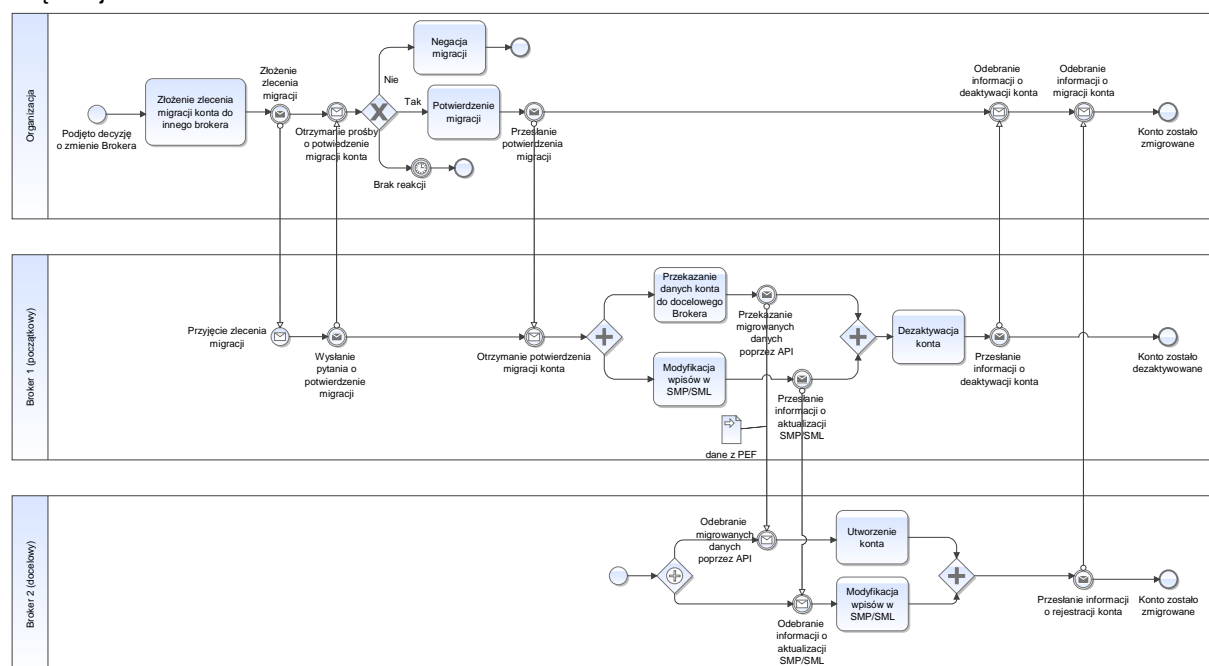 Organizacja
Podjęto decyzję
o zmienie Brokera
Złożenie zlecenia
migracji konta do
innego brokera
Złożenie
zlecenia
migracji
Otrzymanie prośby
o potwiedzenie
migracji konta
Nie
Tak
Negacja
migracji
Potwierdzenie
migracji
Brak reakcji
Przesłanie
potwierdzenia
migracji
Odebranie
informacji o
deaktywacji konta
Odebranie
informacji o
migracji konta
Konto zostało
zmigrowane
Broker 1 (początkowy)
Przyjęcie zlecenia
migracji
Wysłanie
pytania o
potwierdzenie
migracji
Otrzymanie potwierdzenia
migracji konta
Przekazanie
danych konta
do docelowego
Brokera
Przekazanie
migrowanych
danych
poprzez API
Modyfikacja
wpisów w
SMP/SML
Przesłanie
informacji o
aktualizacji
SMP/SML
dane z PEF
Dezaktywacja
konta
Przesłanie
informacji o
deaktywacji konta
Konto zostało
dezaktywowane
Broker 2 (docelowy)
Odebranie
migrowanych
danych
poprzez API
Utworzenie
konta
Odebranie
informacji o
aktualizacji
SMP/SML
Modyfikacja
wpisów w
SMP/SML
Przesłanie informacji
o rejestracji konta
Konto zostało
zmigrowane